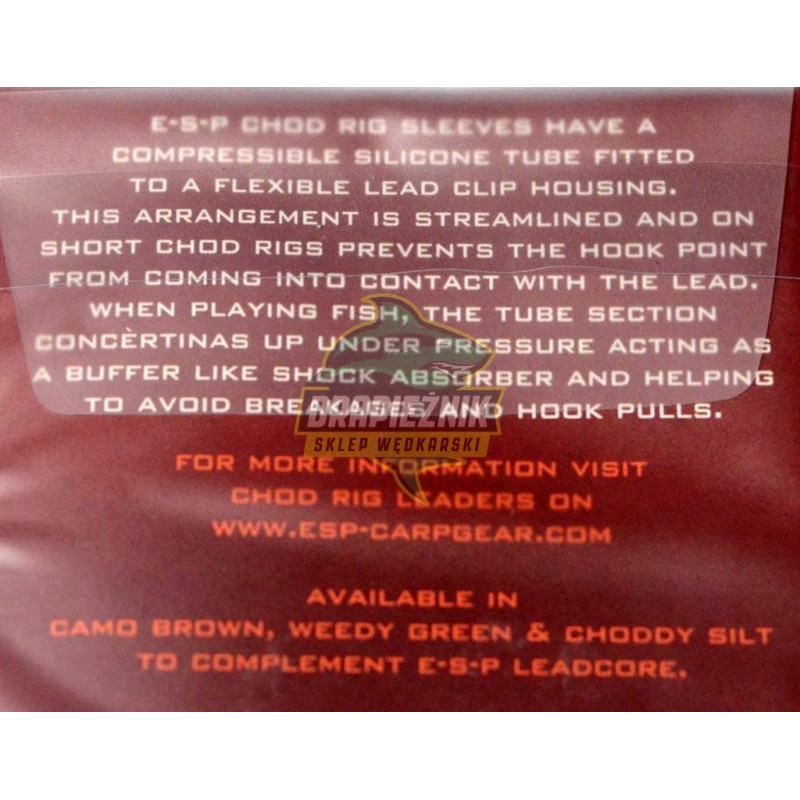 E-S-P CHOD RIG SLEEVES HAVE A
COMPRESSIBLE SILICONE TUBE FITTED
TO A FLEXIBLE LEAD CLIP HOUSING.
THIS ARRANGEMENT IS STREAMLINED AND ON
SHORT CHOD RIGS PREVENTS THE HOOK POINT
FROM COMING INTO CONTACT WITH THE LEAD.
WHEN PLAYING FISH, THE TUBE SECTION
CONCERTINAS UP UNDER PRESSURE ACTING AS
A BUFFER LIKE SHOCK ABSORBER AND HELPING
TO AVOID BREAKAGES AND HOOK PULLS.
DRAPIEŻNIK
SKLEP WĘDKARSKI
FOR MORE INFORMATION VISIT
CHOD RIG LEADERS ON
WWW.ESP-CARPGEAR.COM
AVAILABLE IN
CAMO BROWN, WEEDY GREEN & CHODDY SILT
TO COMPLEMENT E-S-P LEADCORE.